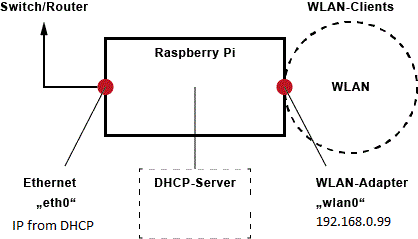 Switch/Router
WLAN-Clients
Raspberry Pi
WLAN
Ethernet
„eth0“
IP from DHCP
DHCP-Server
WLAN-Adapter
„wlan0“
192.168.0.99